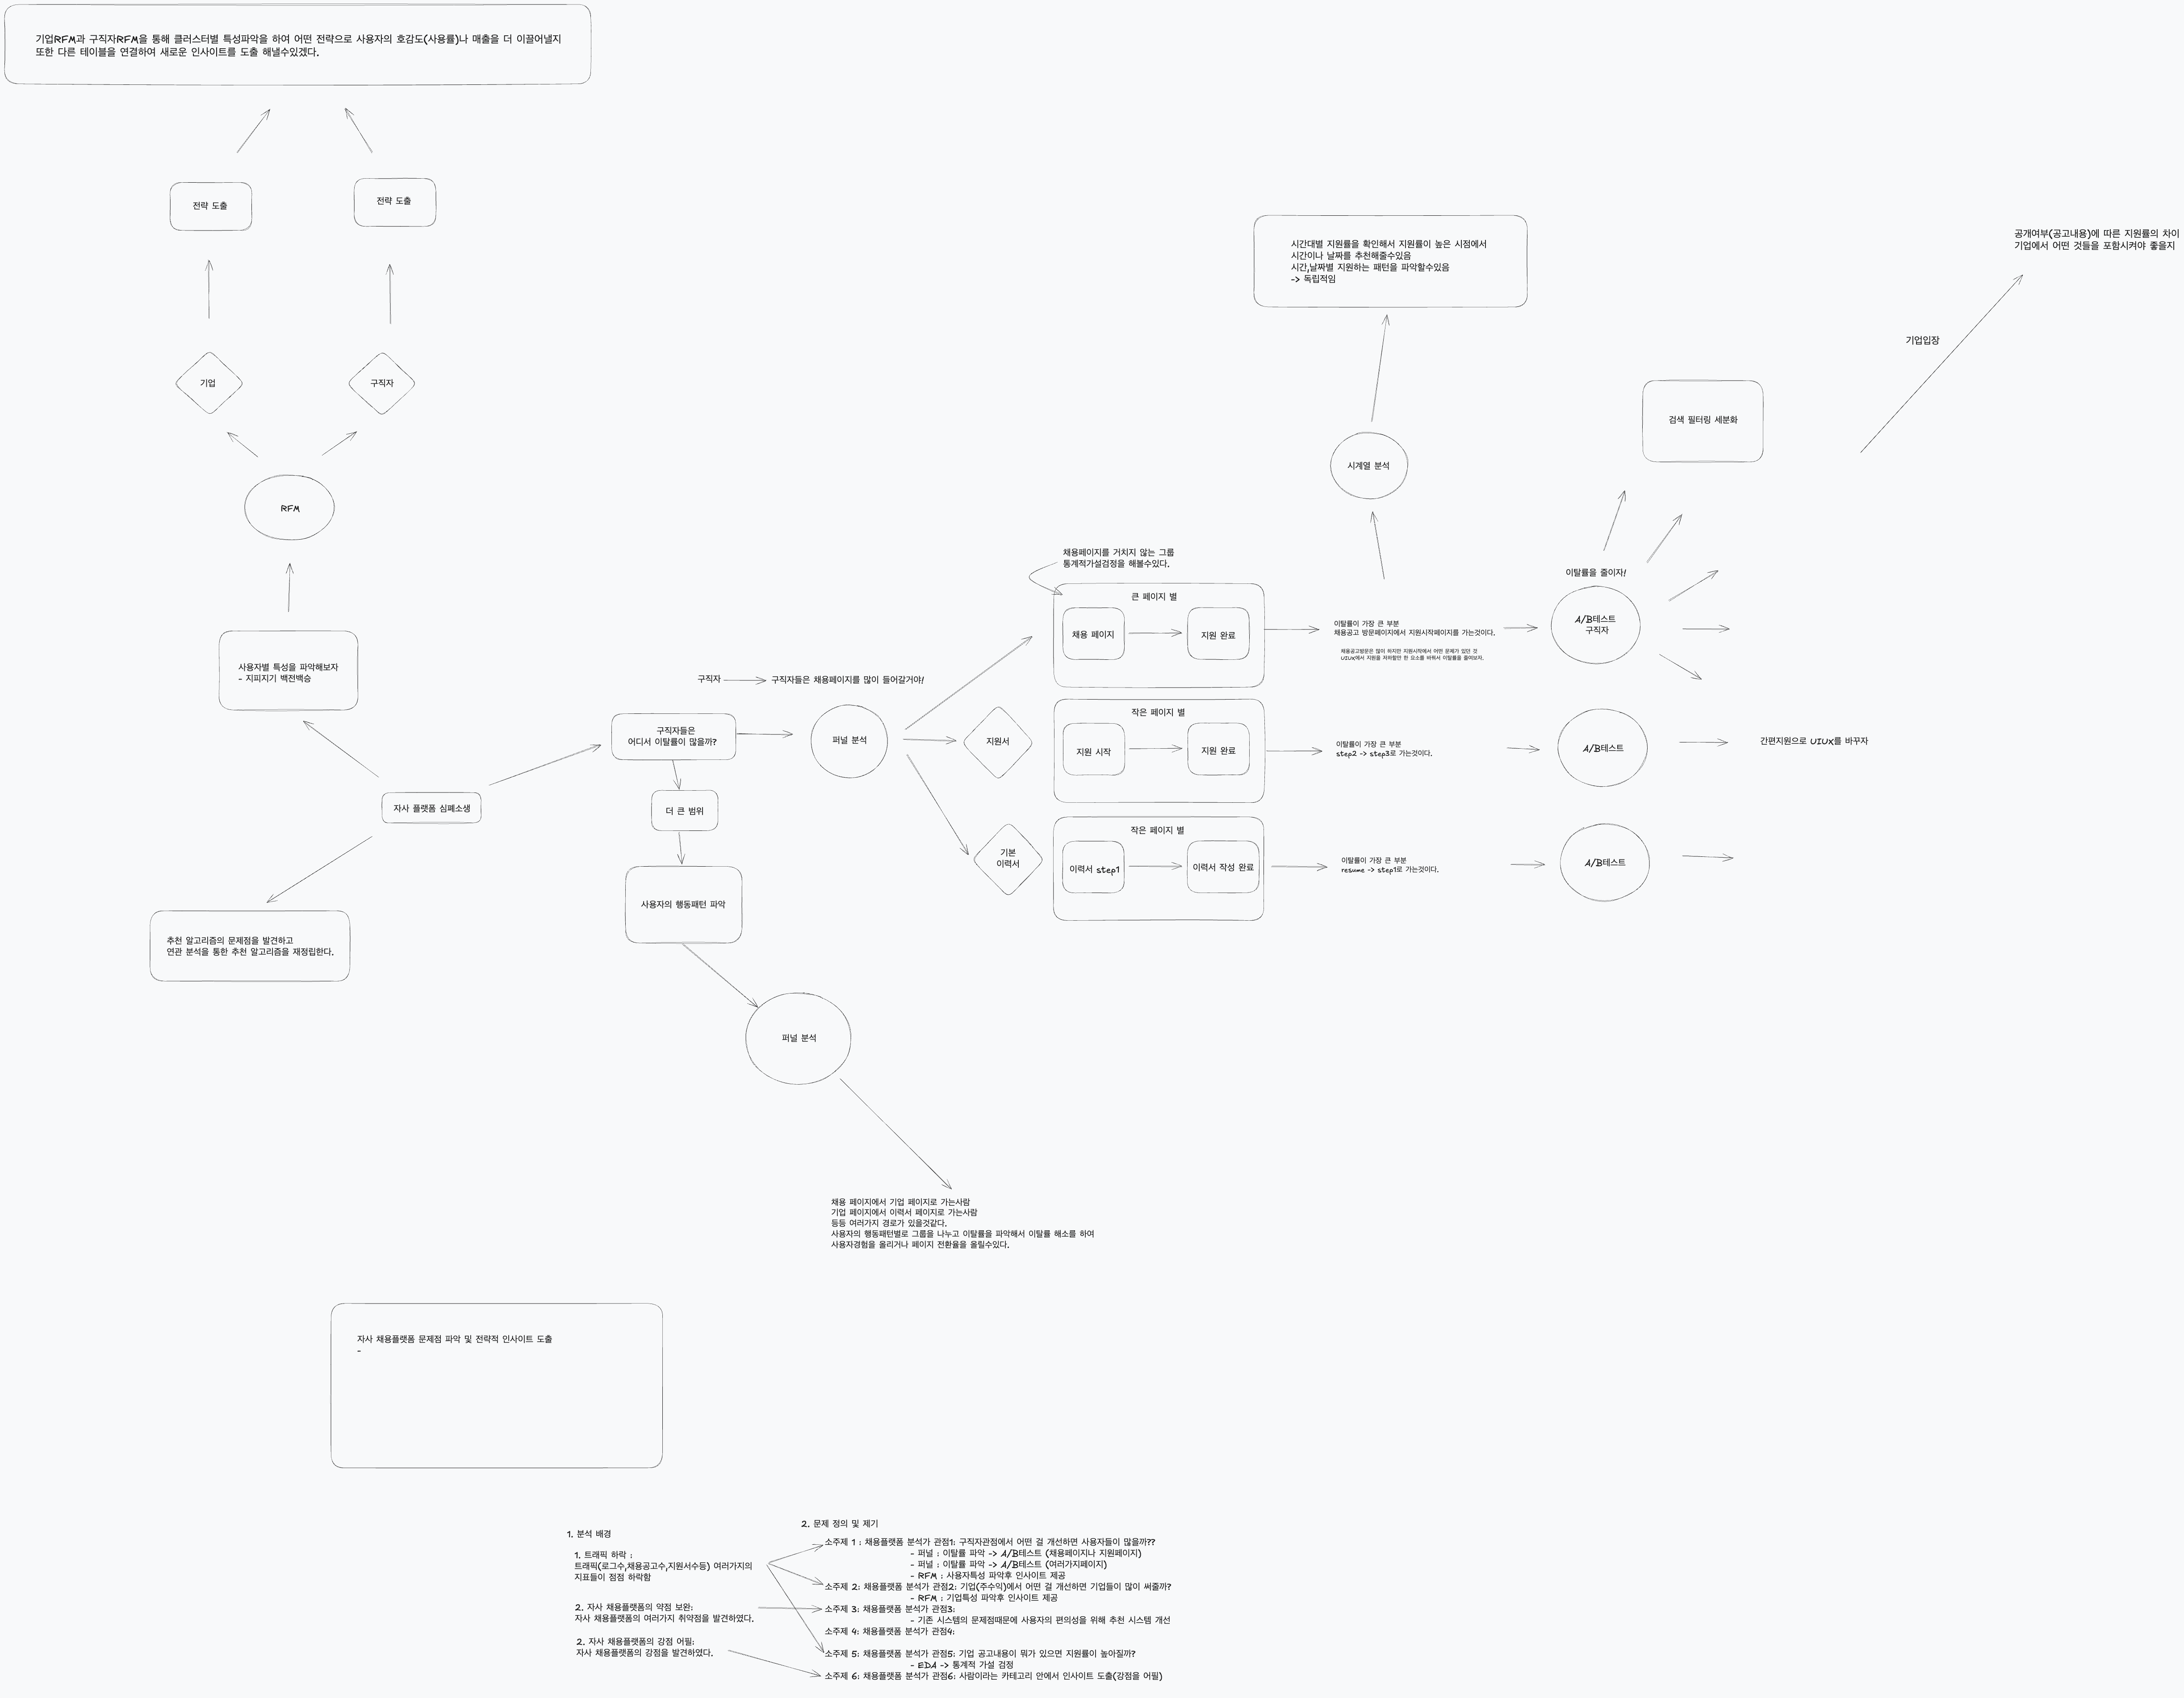 기업RFM과 구직자RFM을 통해 클러스터별 특성파악을 하여 어떤 전략으로 사용자의 호감도(사용률)나 매출을 더 이끌어낼지
또한 다른 테이블을 연결하여 새로운 인사이트를 도출 해낼수있겠다.
전략 도출
전략 도출
기업
구직자
RFM
사용자별 특성을 파악해보자
- 지피지기 백전백승
자사 플랫폼 심폐소생
추천 알고리즘의 문제점을 발견하고
연관 분석을 통한 추천 알고리즘을 재정립한다.
구직자
구직자들은 채용페이지를 많이 들어갈거야!
구직자들은
어디서 이탈률이 많을까?
더 큰 범위
사용자의 행동패턴 파악
퍼널 분석
채용 페이지에서 기업 페이지로 가는사람
기업 페이지에서 이력서 페이지로 가는사람
등등 여러가지 경로가 있을것같다.
사용자의 행동패턴별로 그룹을 나누고 이탈률을 파악해서 이탈률 해소를 하여
사용자경험을 올리거나 페이지 전환율을 올릴수있다.
퍼널 분석
지원서
기본
이력서
채용페이지를 거치지 않는 그룹
통계적가설검정을 해볼수있다.
큰 페이지 별
채용 페이지
지원 완료
작은 페이지 별
지원 시작
지원 완료
작은 페이지 별
이력서 step1
이력서 작성 완료
시간대별 지원률을 확인해서 지원률이 높은 시점에서
시간이나 날짜를 추천해줄수있음
시간,날짜별 지원하는 패턴을 파악할수있음
-> 독립적임
시계열 분석
이탈률이 가장 큰 부분
채용공고 방문페이지에서 지원시작페이지를 가는것이다.
채용공고방문은 많이 하지만 지원시작에서 어떤 문제가 있던 것
UIUX에서 지원을 저하할만 한 요소를 바꿔서 이탈률을 줄여보자.
이탈률이 가장 큰 부분
step2 -> step3로 가는것이다.
이탈률이 가장 큰 부분
resume -> step1로 가는것이다.
이탈률을 줄이자!
A/B테스트
구직자
A/B테스트
A/B테스트
검색 필터링 세분화
간편지원으로 UIUX를 바꾸자
기업입장
공개여부(공고내용)에 따른 지원률의 차이
기업에서 어떤 것들을 포함시켜야 좋을지
자사 채용플랫폼 문제점 파악 및 전략적 인사이트 도출
-
1. 분석 배경
1. 트래픽 하락 :
트래픽(로그수,채용공고수,지원서수등) 여러가지의
지표들이 점점 하락함
2. 자사 채용플랫폼의 약점 보완:
자사 채용플랫폼의 여러가지 취약점을 발견하였다.
2. 자사 채용플랫폼의 강점 어필:
자사 채용플랫폼의 강점을 발견하였다.
2. 문제 정의 및 제기
소주제 1 : 채용플랫폼 분석가 관점1: 구직자관점에서 어떤 걸 개선하면 사용자들이 많을까??
- 퍼널 : 이탈률 파악 -> A/B테스트 (채용페이지나 지원페이지)
- 퍼널 : 이탈률 파악 -> A/B테스트 (여러가지페이지)
- RFM : 사용자특성 파악후 인사이트 제공
소주제 2: 채용플랫폼 분석가 관점2: 기업(주수익)에서 어떤 걸 개선하면 기업들이 많이 써줄까?
- RFM : 기업특성 파악후 인사이트 제공
소주제 3: 채용플랫폼 분석가 관점3:
- 기존 시스템의 문제점때문에 사용자의 편의성을 위해 추천 시스템 개선
소주제 4: 채용플랫폼 분석가 관점4:
소주제 5: 채용플랫폼 분석가 관점5: 기업 공고내용이 뭐가 있으면 지원률이 높아질까?
- EDA -> 통계적 가설 검정
소주제 6: 채용플랫폼 분석가 관점6: 사람이라는 카테고리 안에서 인사이트 도출(강점을 어필)